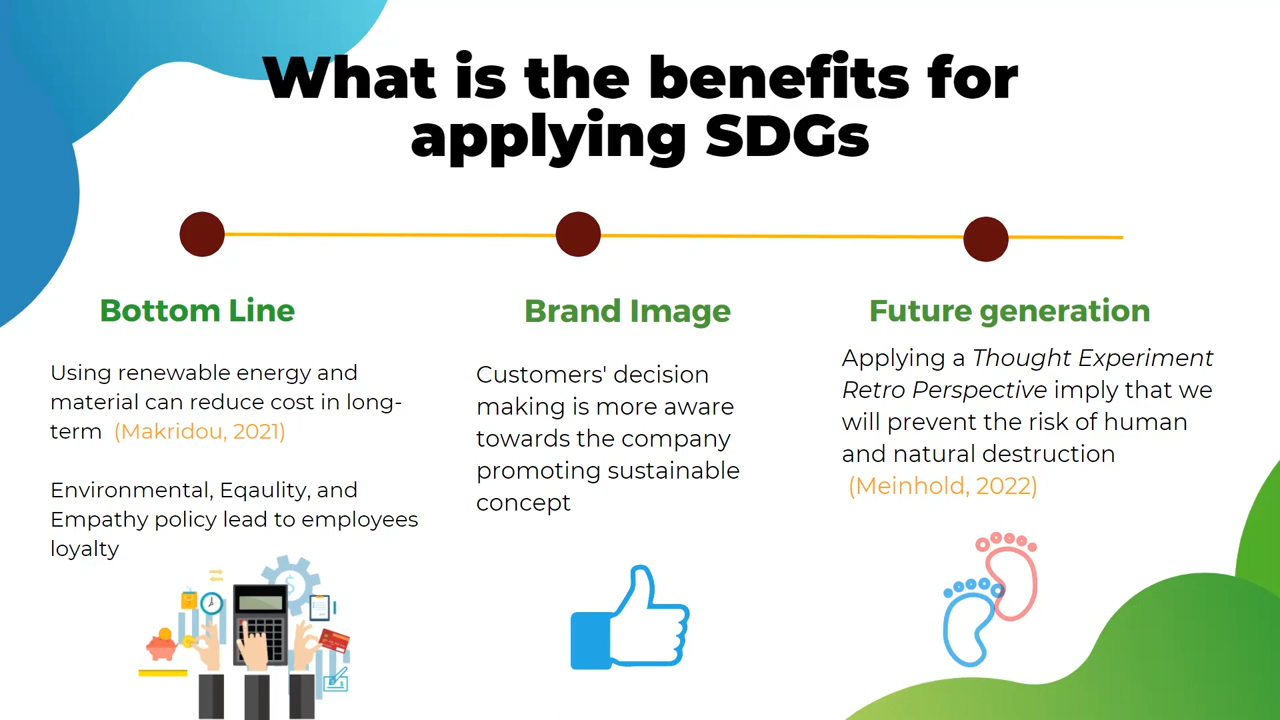 What is the benefits for
applying SDGs
Bottom Line
Using renewable energy and
material can reduce cost in long-
term (Makridou, 2021)
Environmental, Eqaulity, and
Empathy policy lead to employees
loyalty
Brand Image
Customers' decision
making is more aware
towards the company
promoting sustainable
concept
Future generation
Applying a Thought Experiment
Retro Perspective imply that we
will prevent the risk of human
and natural destruction
(Meinhold, 2022)